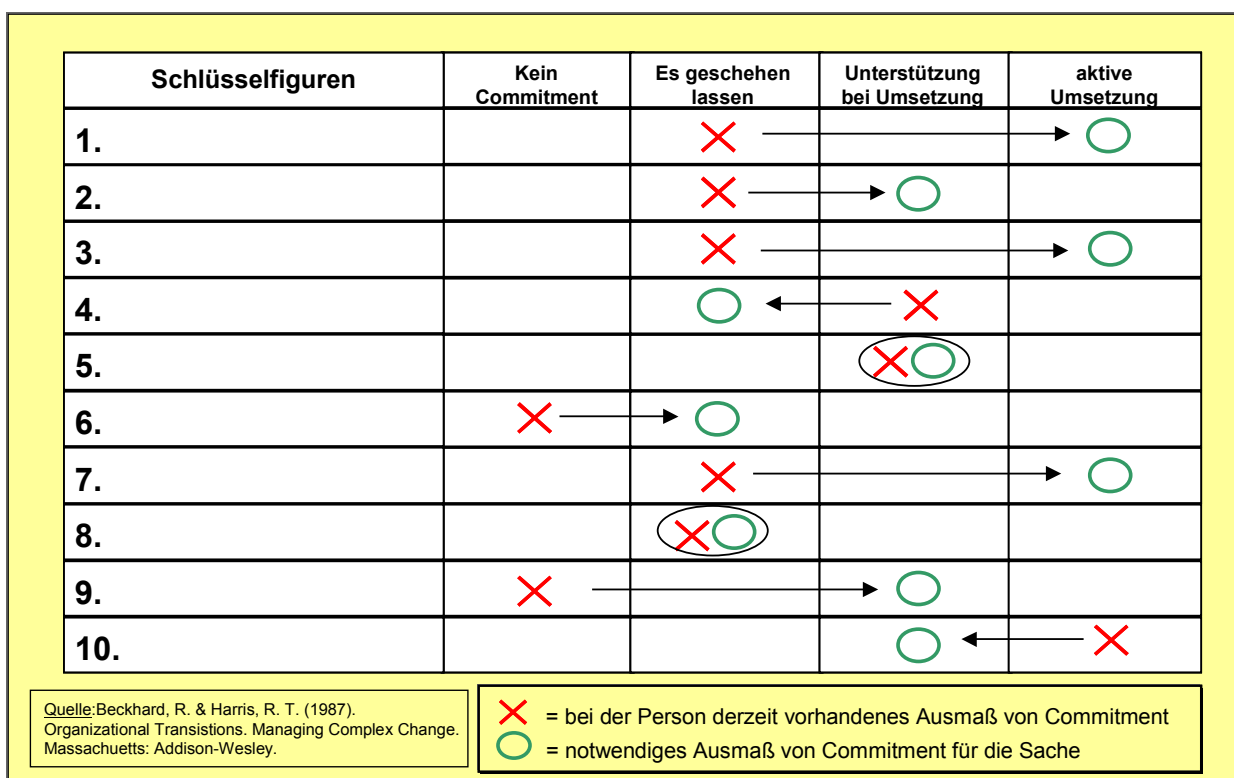 Schlüsselfiguren
Kein
Commitment
Es geschehen
lassen
Unterstützung
bei Umsetzung
aktive
Umsetzung
1.
2.
3.
4.
5.
6.
7.
8.
9.
10.
Quelle:Beckhard, R. & Harris, R. T. (1987).
Organizational Transistions. Managing Complex Change.
Massachuetts: Addison-Wesley.
= bei der Person derzeit vorhandenes Ausmaß von Commitment
= notwendiges Ausmaß von Commitment für die Sache